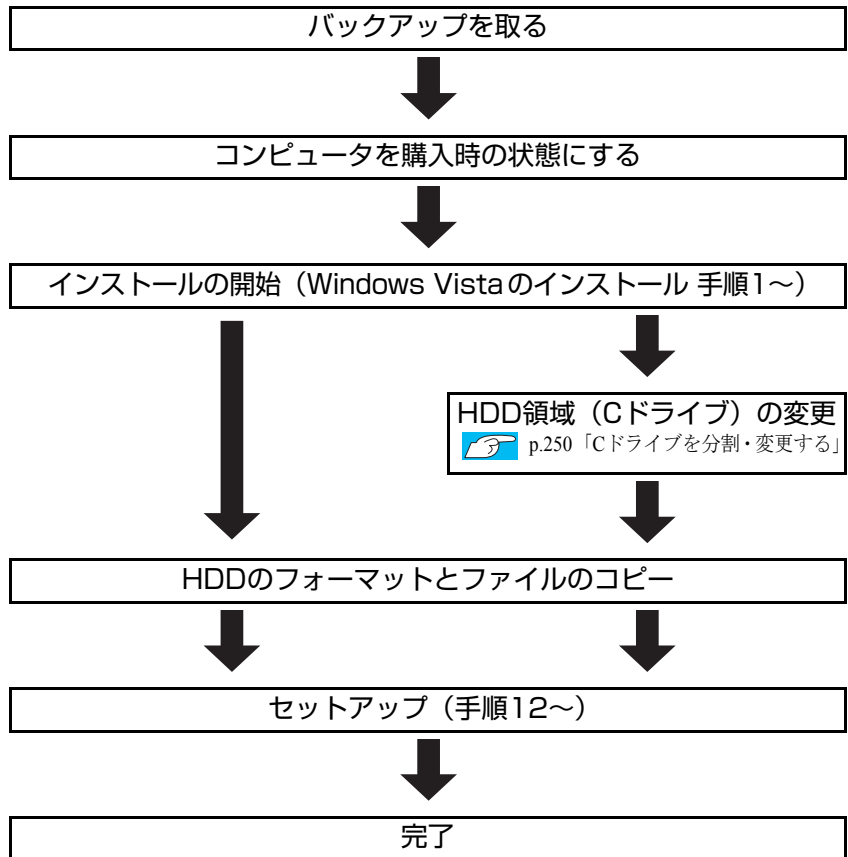 バックアップを取る
コンピュータを購入時の状態にする
インストールの開始（Windows Vistaのインストール 手順1～）
HDD領域（Cドライブ）の変更
p.250「Cドライブを分割・変更する」
HDDのフォーマットとファイルのコピー
セットアップ（手順12～）
完了